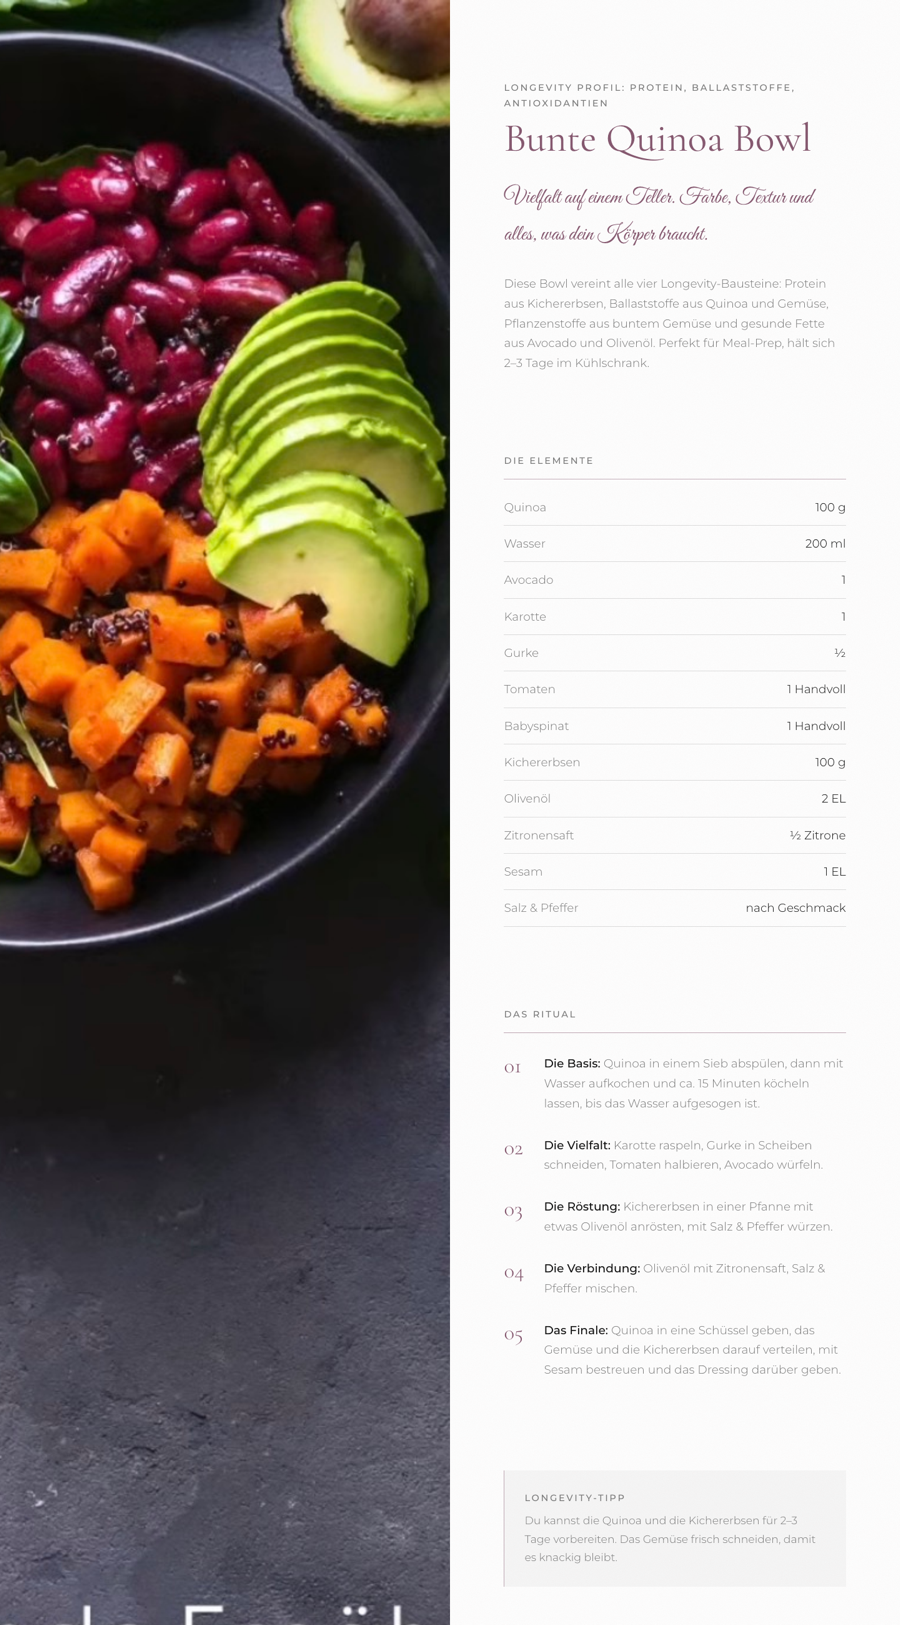 LONGEVITY PROFIL: PROTEIN, BALLASTSTOFFE,
ANTIOXIDANTIEN
Bunte Quinoa Bowl
Vielfalt auf einem Teller. Farbe, Textur und
alles, was dein Körper braucht.
Diese Bowl vereint alle vier Longevity-Bausteine: Protein
aus Kichererbsen, Ballaststoffe aus Quinoa und Gemüse,
Pflanzenstoffe aus buntem Gemüse und gesunde Fette
aus Avocado und Olivenöl. Perfekt für Meal-Prep, hält sich
2–3 Tage im Kühlschrank.
DIE ELEMENTE
Quinoa 100 g
Wasser 200 ml
Avocado 1
Karotte 1
Gurke ½
Tomaten 1 Handvoll
Babyspinat 1 Handvoll
Kichererbsen 100 g
Olivenöl 2 EL
Zitronensaft ½ Zitrone
Sesam 1 EL
Salz & Pfeffer nach Geschmack
DAS RITUAL
01 Die Basis: Quinoa in einem Sieb abspülen, dann mit
Wasser aufkochen und ca. 15 Minuten köcheln
lassen, bis das Wasser aufgesogen ist.
02 Die Vielfalt: Karotte raspeln, Gurke in Scheiben
schneiden, Tomaten halbieren, Avocado würfeln.
03 Die Röstung: Kichererbsen in einer Pfanne mit
etwas Olivenöl anrösten, mit Salz & Pfeffer würzen.
04 Die Verbindung: Olivenöl mit Zitronensaft, Salz &
Pfeffer mischen.
05 Das Finale: Quinoa in eine Schüssel geben, das
Gemüse und die Kichererbsen darauf verteilen, mit
Sesam bestreuen und das Dressing darüber geben.
LONGEVITY-TIPP
Du kannst die Quinoa und die Kichererbsen für 2–3
Tage vorbereiten. Das Gemüse frisch schneiden, damit
es knackig bleibt.